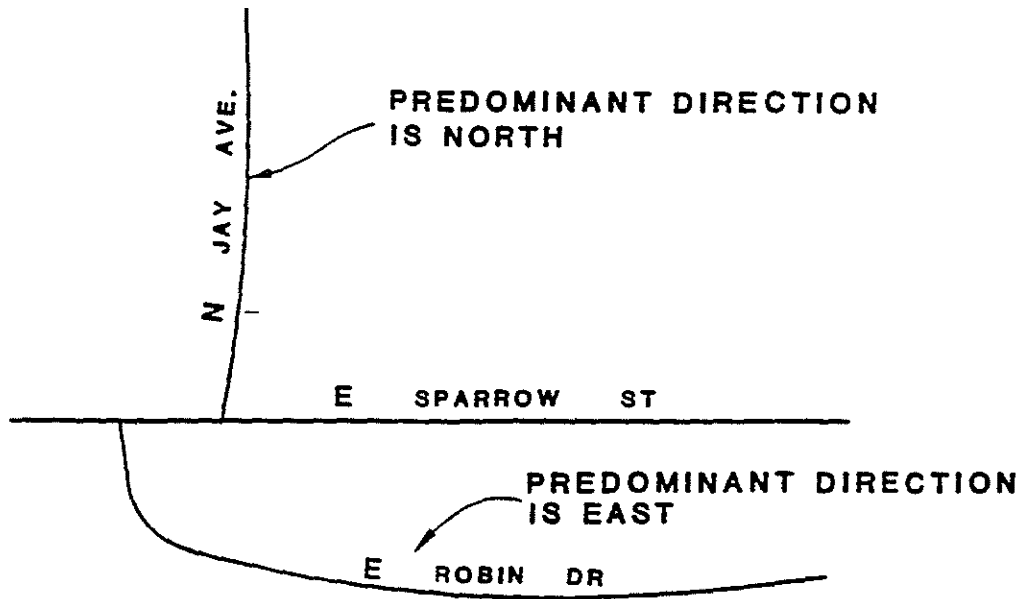 PREDOMINANT DIRECTION
IS NORTH
N JAY AVE.
E SPARROW ST
PREDOMINANT DIRECTION
IS EAST
E ROBIN DR